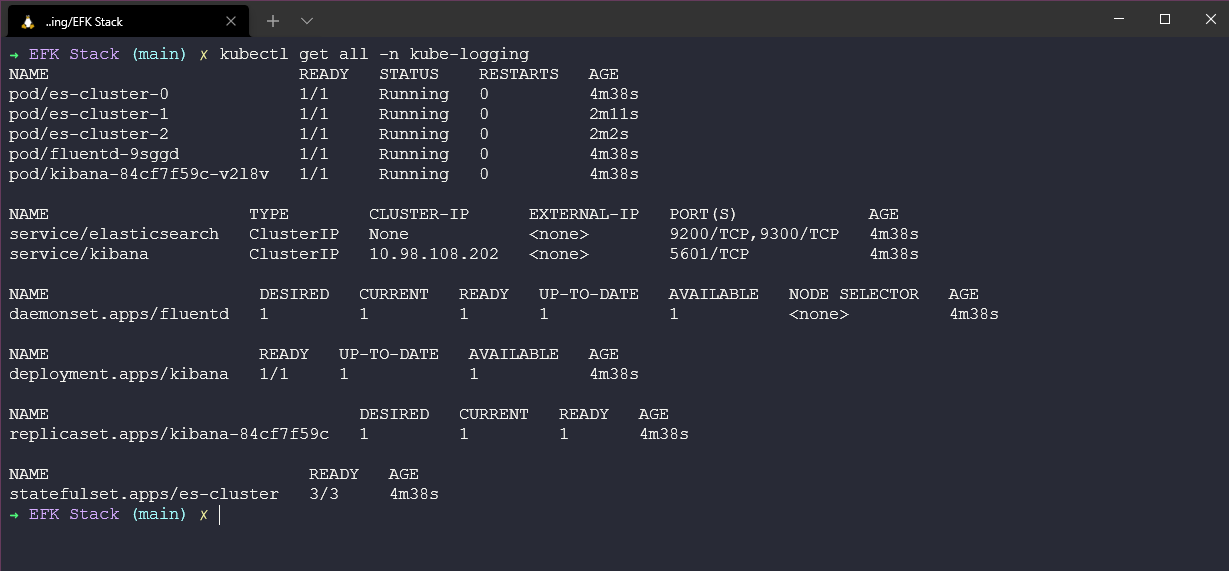 ..ing/EFK Stack
→ EFK Stack (main) ✗ kubectl get all -n kube-logging
NAME READY STATUS RESTARTS AGE
pod/es-cluster-0 1/1 Running 0 4m38s
pod/es-cluster-1 1/1 Running 0 2m11s
pod/es-cluster-2 1/1 Running 0 2m2s
pod/fluentd-9sggd 1/1 Running 0 4m38s
pod/kibana-84cf7f59c-v2l8v 1/1 Running 0 4m38s
NAME TYPE CLUSTER-IP EXTERNAL-IP PORT(S) AGE
service/elasticsearch ClusterIP None <none> 9200/TCP,9300/TCP 4m38s
service/kibana ClusterIP 10.98.108.202 <none> 5601/TCP 4m38s
NAME DESIRED CURRENT READY UP-TO-DATE AVAILABLE NODE SELECTOR AGE
daemonset.apps/fluentd 1 1 1 1 1 <none> 4m38s
NAME READY UP-TO-DATE AVAILABLE AGE
deployment.apps/kibana 1/1 1 1 4m38s
NAME DESIRED CURRENT READY AGE
replicaset.apps/kibana-84cf7f59c 1 1 1 4m38s
NAME READY AGE
statefulset.apps/es-cluster 3/3 4m38s
→ EFK Stack (main) ✗